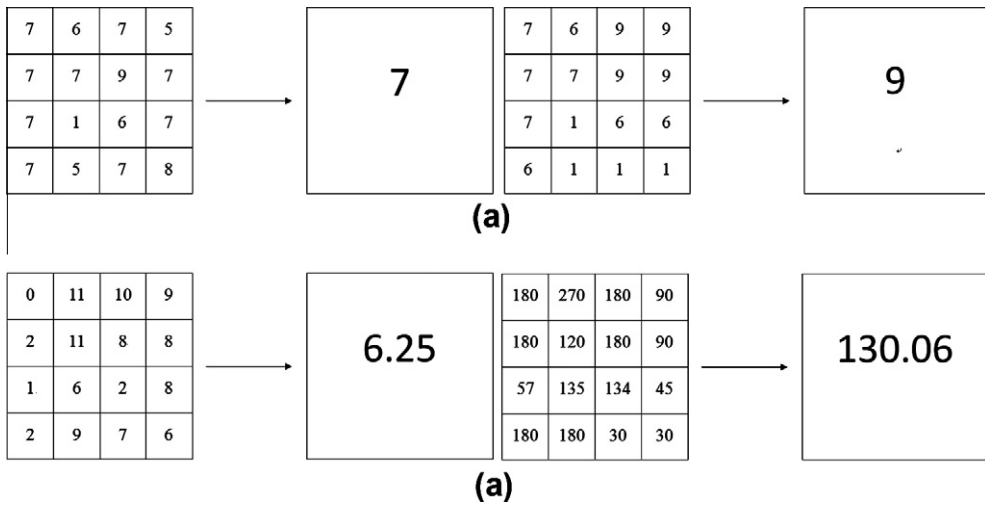 7 6 7 5 7 6 9 9
7 7 9 7 7 7 7 9 9 9
7 1 6 7 7 1 6 6
7 5 7 8 6 1 1 1
(a)
0 11 10 9 180 270 180 90
2 11 8 8 6.25 180 120 180 90 130.06
1 6 2 8 57 135 134 45
2 9 7 6 180 180 30 30
(a)